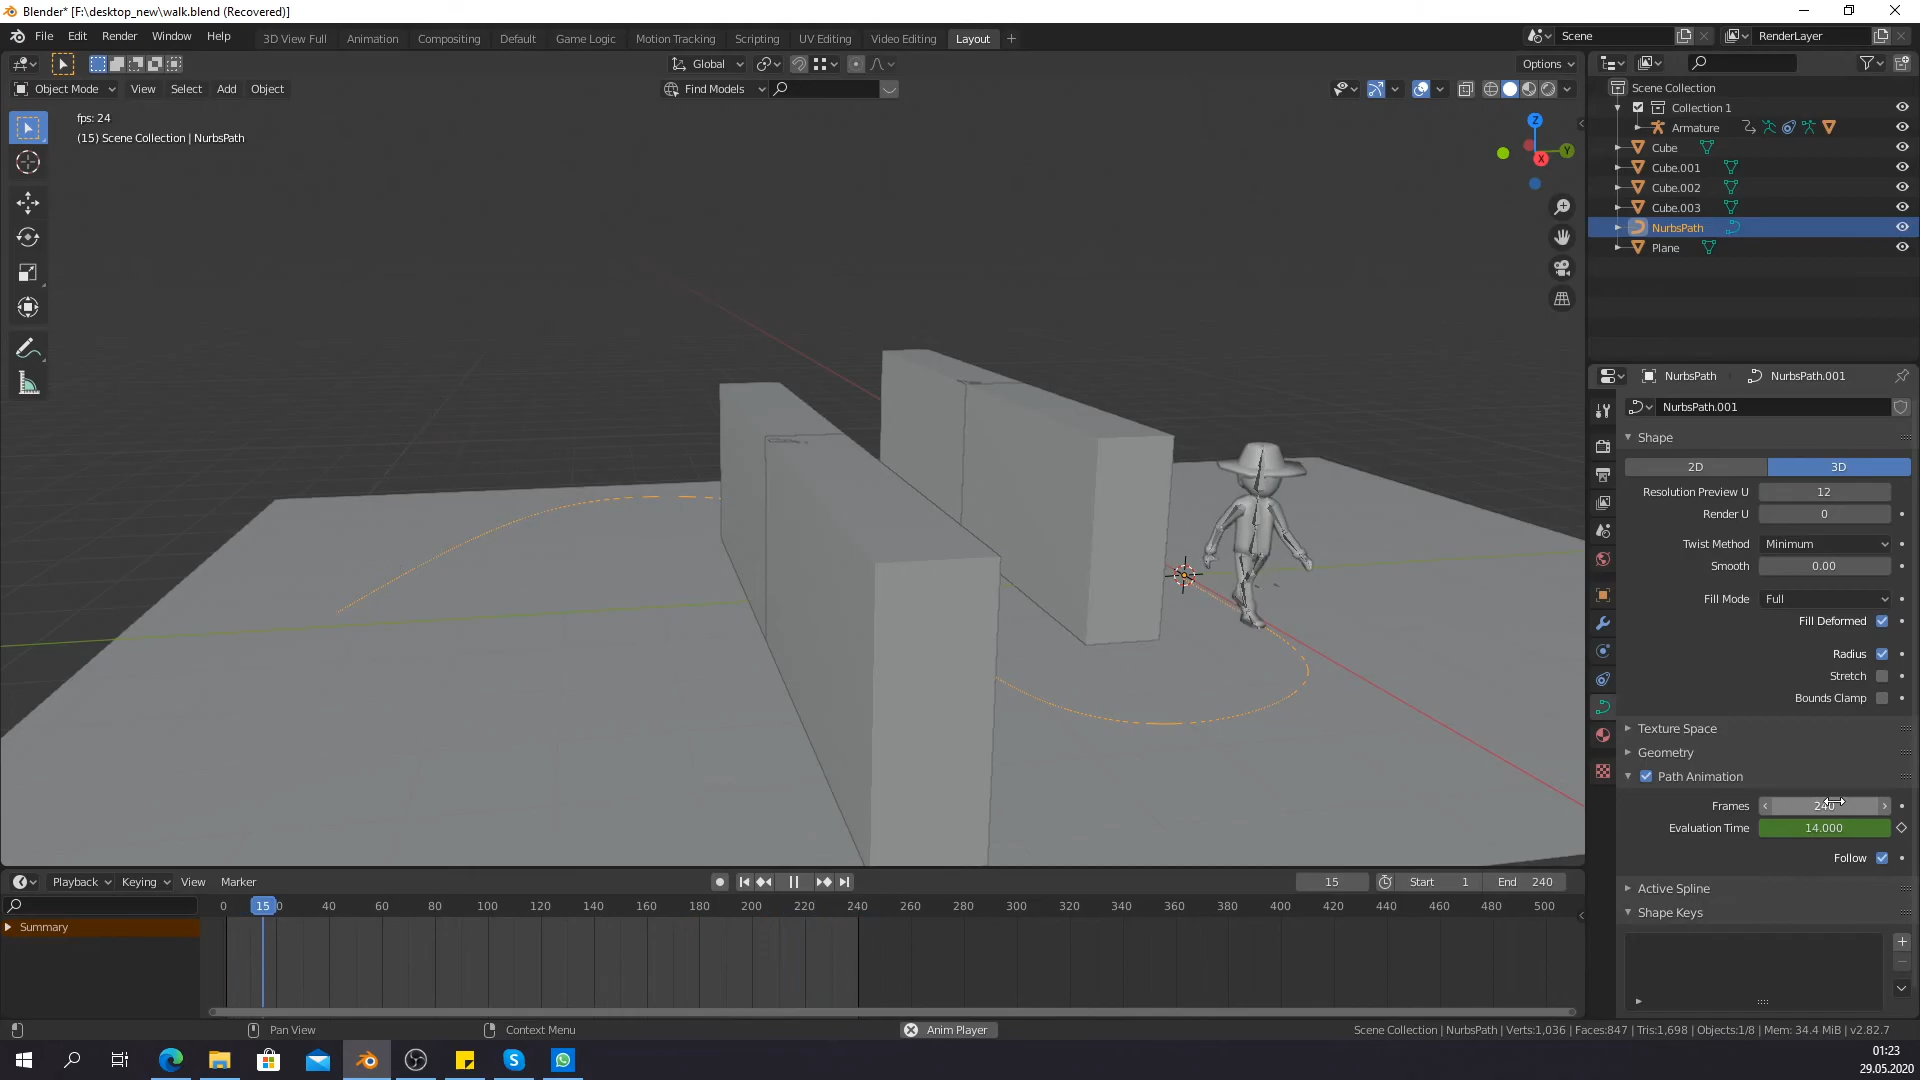 Blender* [F:\desktop_new\walk.blend (Recovered)]
File Edit Render Window Help 3D View Full Animation Compositing Default Game Logic Motion Tracking Scripting UV Editing Video Editing Layout + Scene RenderLayer
Global Options
Object Mode View Select Add Object Find Models
fps: 24
(15) Scene Collection | NurbsPath
Z
Y
X
Scene Collection
Collection 1
Armature
Cube
Cube.001
Cube.002
Cube.003
NurbsPath
Plane
NurbsPath NurbsPath.001
NurbsPath.001
Shape
2D 3D
Resolution Preview U 12
Render U 0
Twist Method Minimum
Smooth 0.00
Fill Mode Full
Fill Deformed
Radius
Stretch
Bounds Clamp
Texture Space
Geometry
Path Animation
Frames 240
Evaluation Time 14.000
Follow
Active Spline
Shape Keys
Playback Keying View Marker 15 Start 1 End 240
0 15 40 60 80 100 120 140 160 180 200 220 240 260 280 300 320 340 360 380 400 420 440 460 480 500
Summary
Pan View Context Menu Anim Player Scene Collection | NurbsPath | Verts:1,036 | Faces:847 | Tris:1,698 | Objects:1/8 | Mem: 34.4 MiB | v2.82.7
01:23
29.05.2020